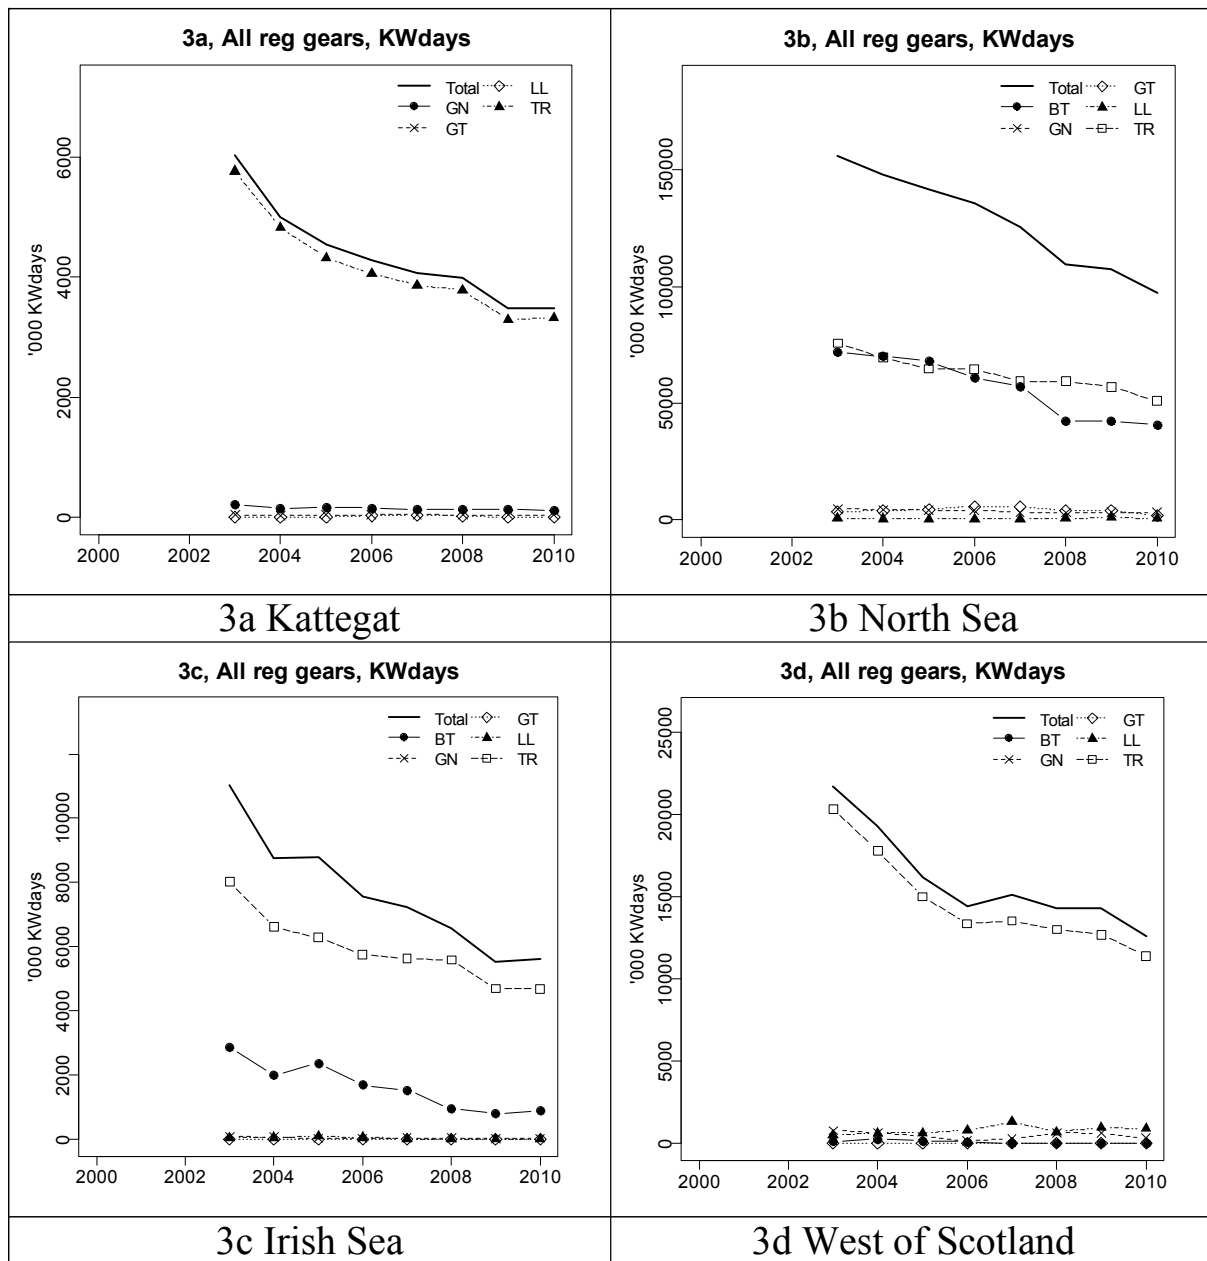 3a, All reg gears, KWdays
Total LL
GN TR
GT
'000 KWdays
6000
4000
2000
0
2000 2002 2004 2006 2008 2010
3a Kattegat
3b, All reg gears, KWdays
Total GT
BT LL
GN TR
'000 KWdays
150000
100000
50000
0
2000 2002 2004 2006 2008 2010
3b North Sea
3c, All reg gears, KWdays
Total GT
BT LL
GN TR
'000 KWdays
10000
8000
6000
4000
2000
0
2000 2002 2004 2006 2008 2010
3c Irish Sea
3d, All reg gears, KWdays
Total GT
BT LL
GN TR
'000 KWdays
25000
20000
15000
10000
5000
0
2000 2002 2004 2006 2008 2010
3d West of Scotland